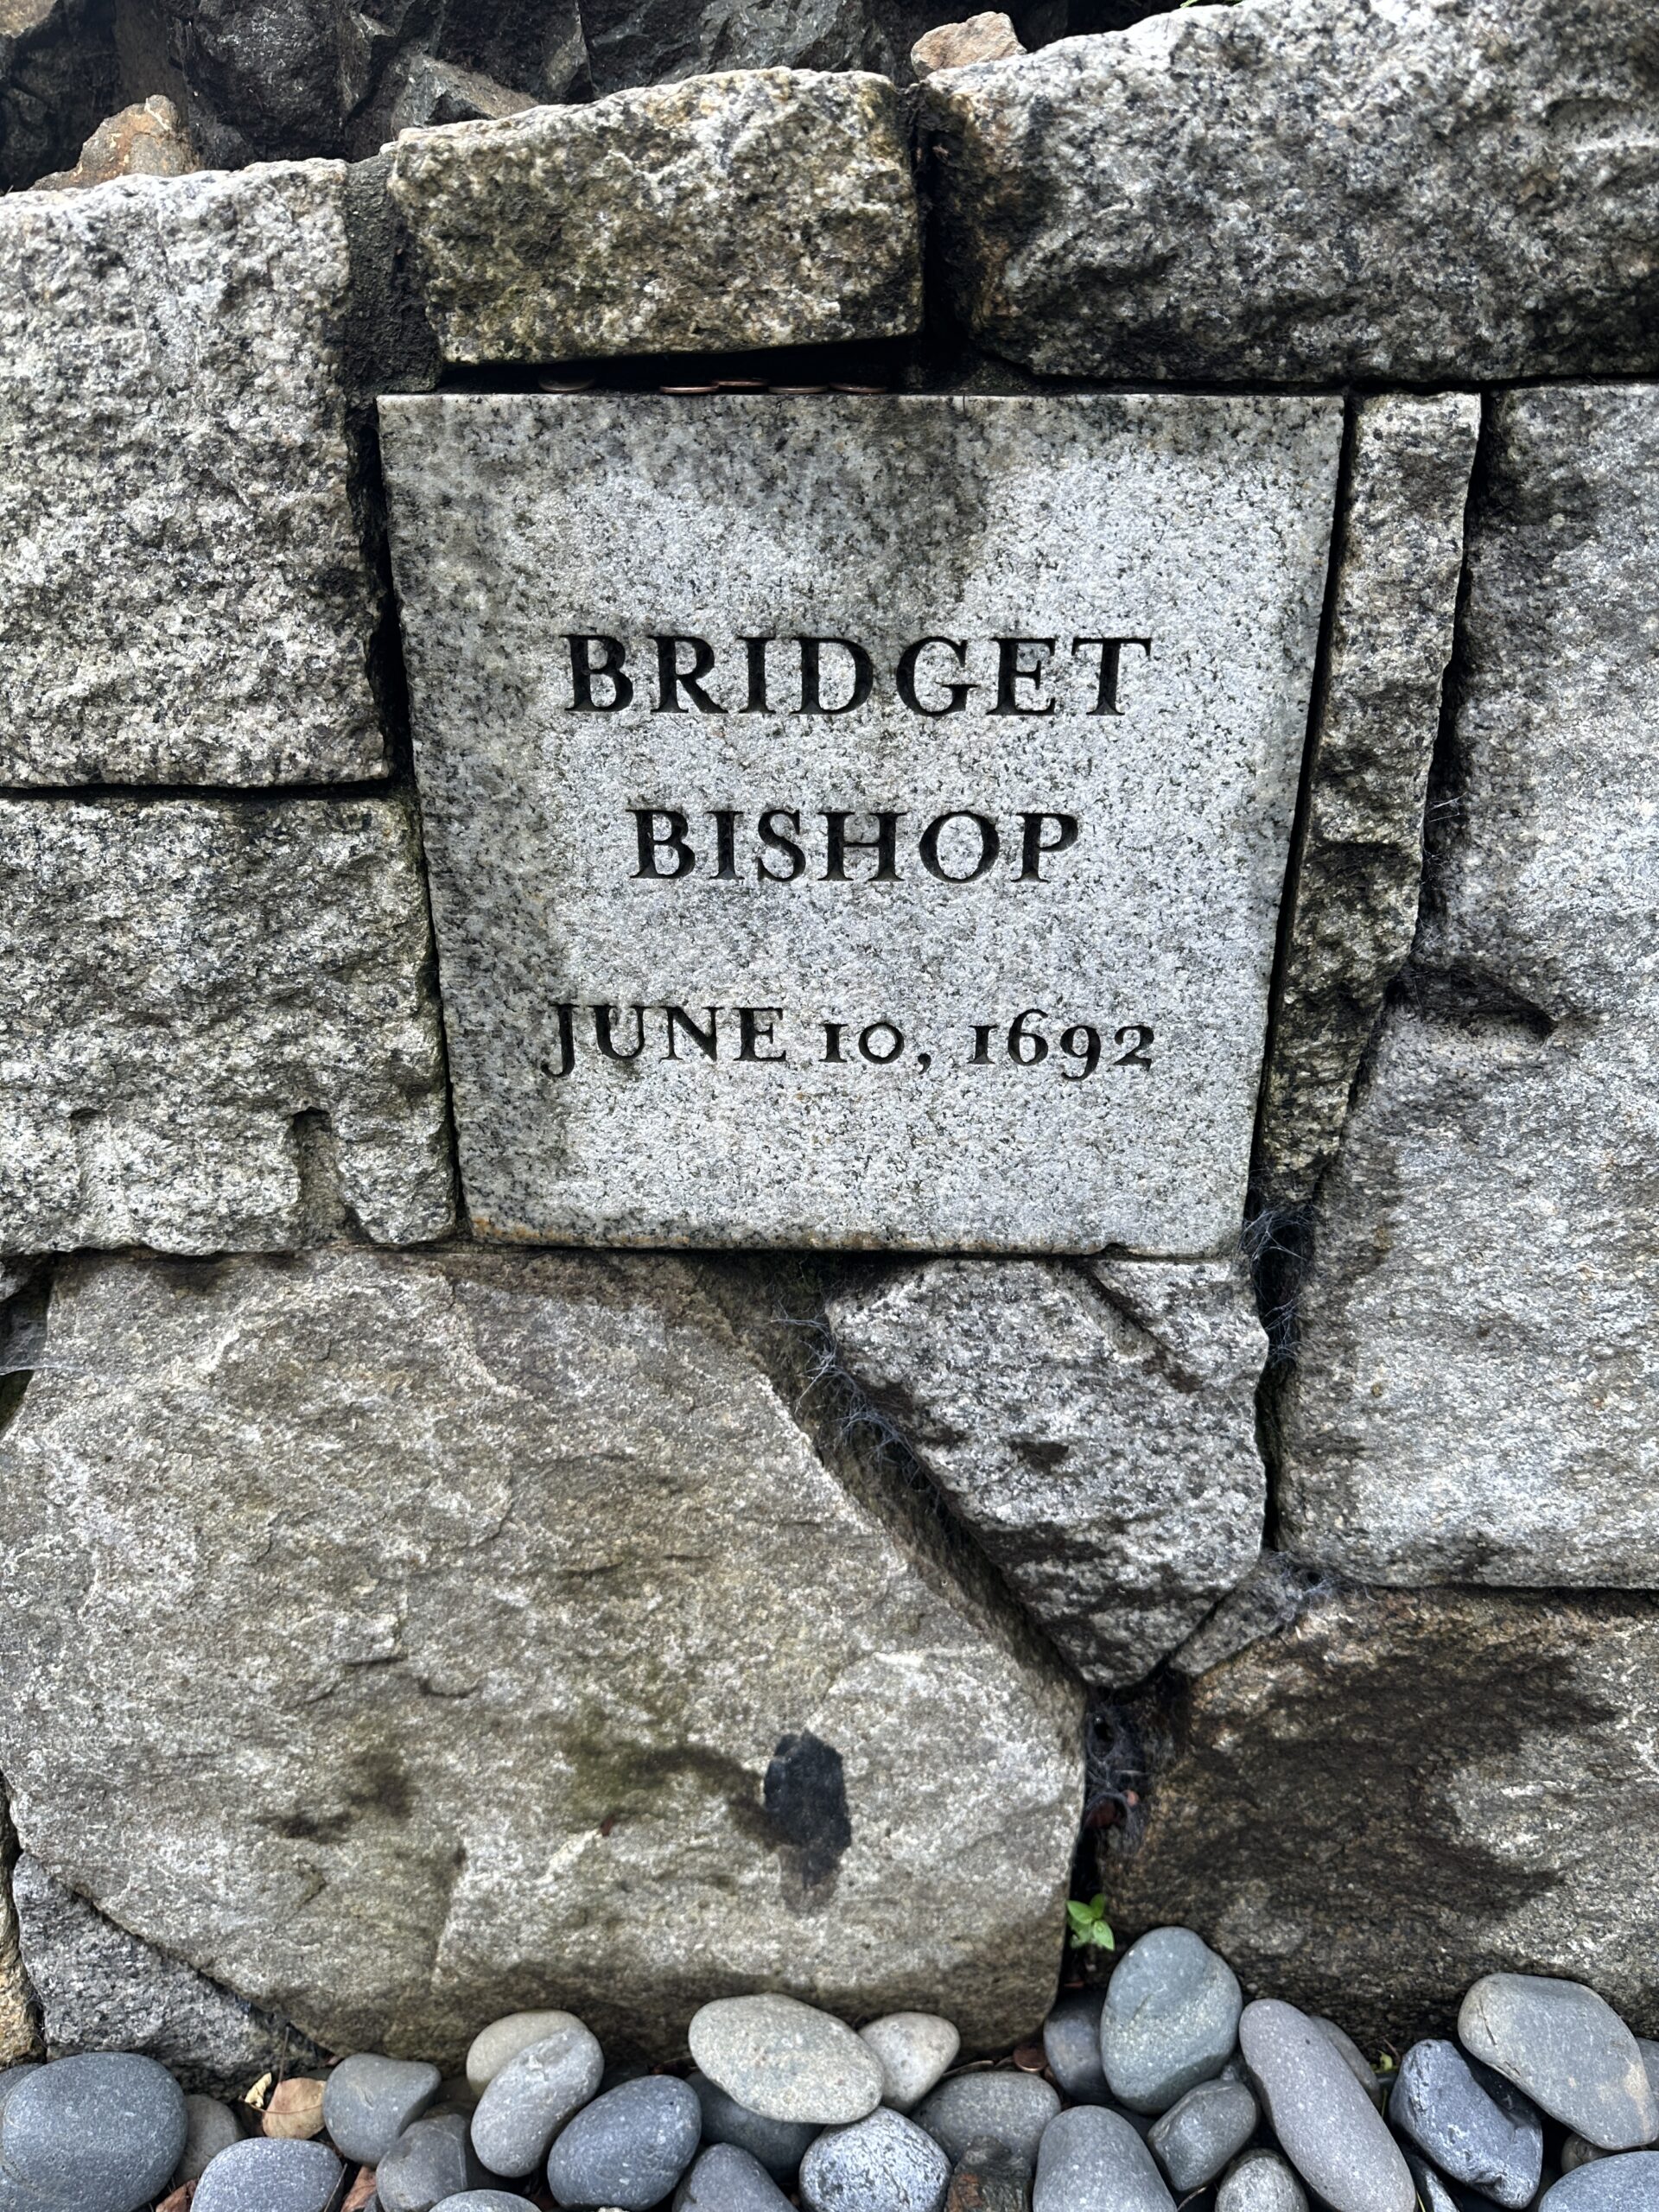 BRIDGET
BISHOP
JUNE 10, 1692